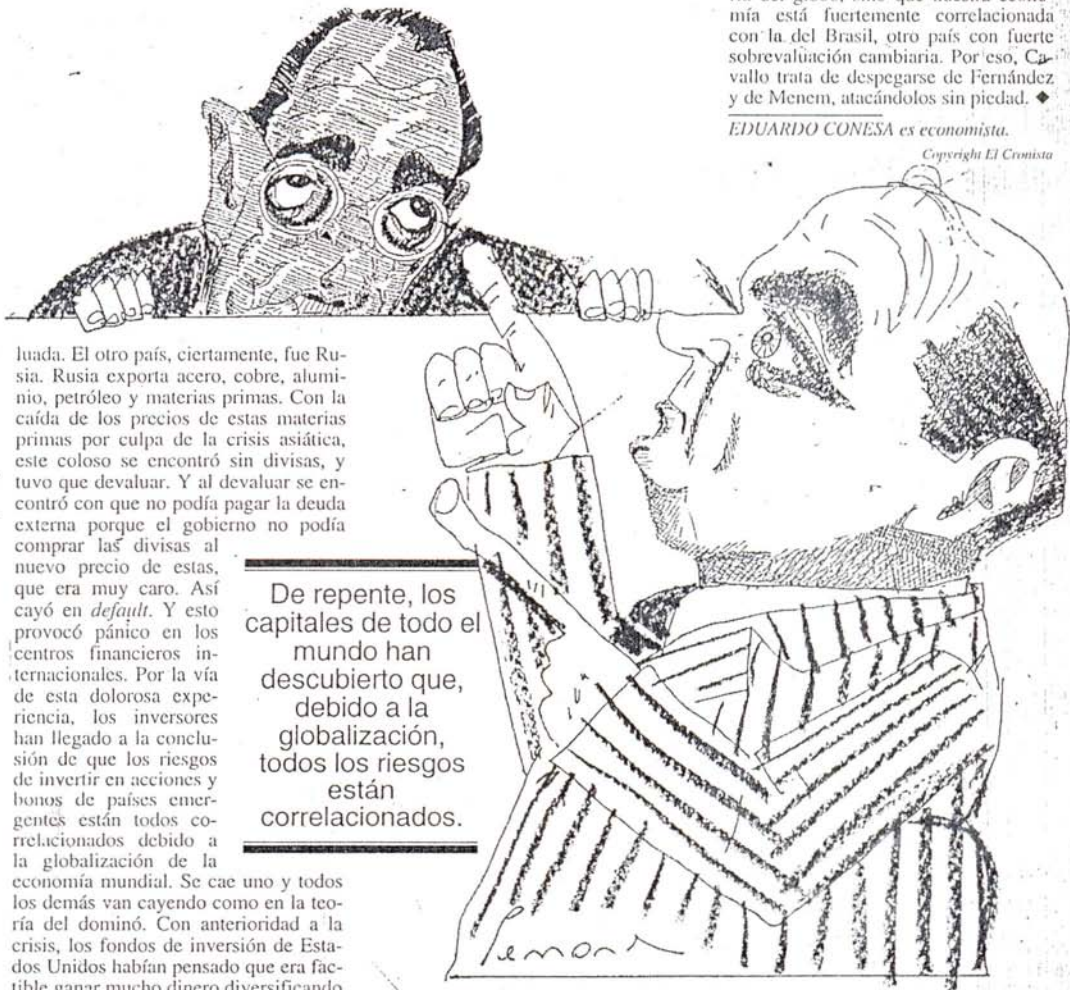 mía está fuertemente correlacionada
con la del Brasil, otro país con fuerte
sobrevaluación cambiaria. Por eso, Ca-
vallo trata de despegarse de Fernández
y de Menem, atacándolos sin piedad. ◆
EDUARDO CONESA es economista.
Copyright El Cronista
luada. El otro país, ciertamente, fue Ru-
sia. Rusia exporta acero, cobre, alumi-
nio, petróleo y materias primas. Con la
caída de los precios de estas materias
primas por culpa de la crisis asiática,
este coloso se encontró sin divisas, y
tuvo que devaluar. Y al devaluar se en-
contró con que no podía pagar la deuda
externa porque el gobierno no podía
comprar las divisas al
nuevo precio de estas,
que era muy caro. Así
cayó en default. Y esto
provocó pánico en los
centros financieros in-
ternacionales. Por la vía
de esta dolorosa expe-
riencia, los inversores
han llegado a la conclu-
sión de que los riesgos
de invertir en acciones y
bonos de países emer-
gentes están todos co-
rrelacionados debido a
la globalización de la
economía mundial. Se cae uno y todos
los demás van cayendo como en la teo-
ría del dominó. Con anterioridad a la
crisis, los fondos de inversión de Esta-
dos Unidos habían pensado que era fac-
tible ganar mucho dinero diversificando
De repente, los
capitales de todo el
mundo han
descubierto que,
debido a la
globalización,
todos los riesgos
están
correlacionados.